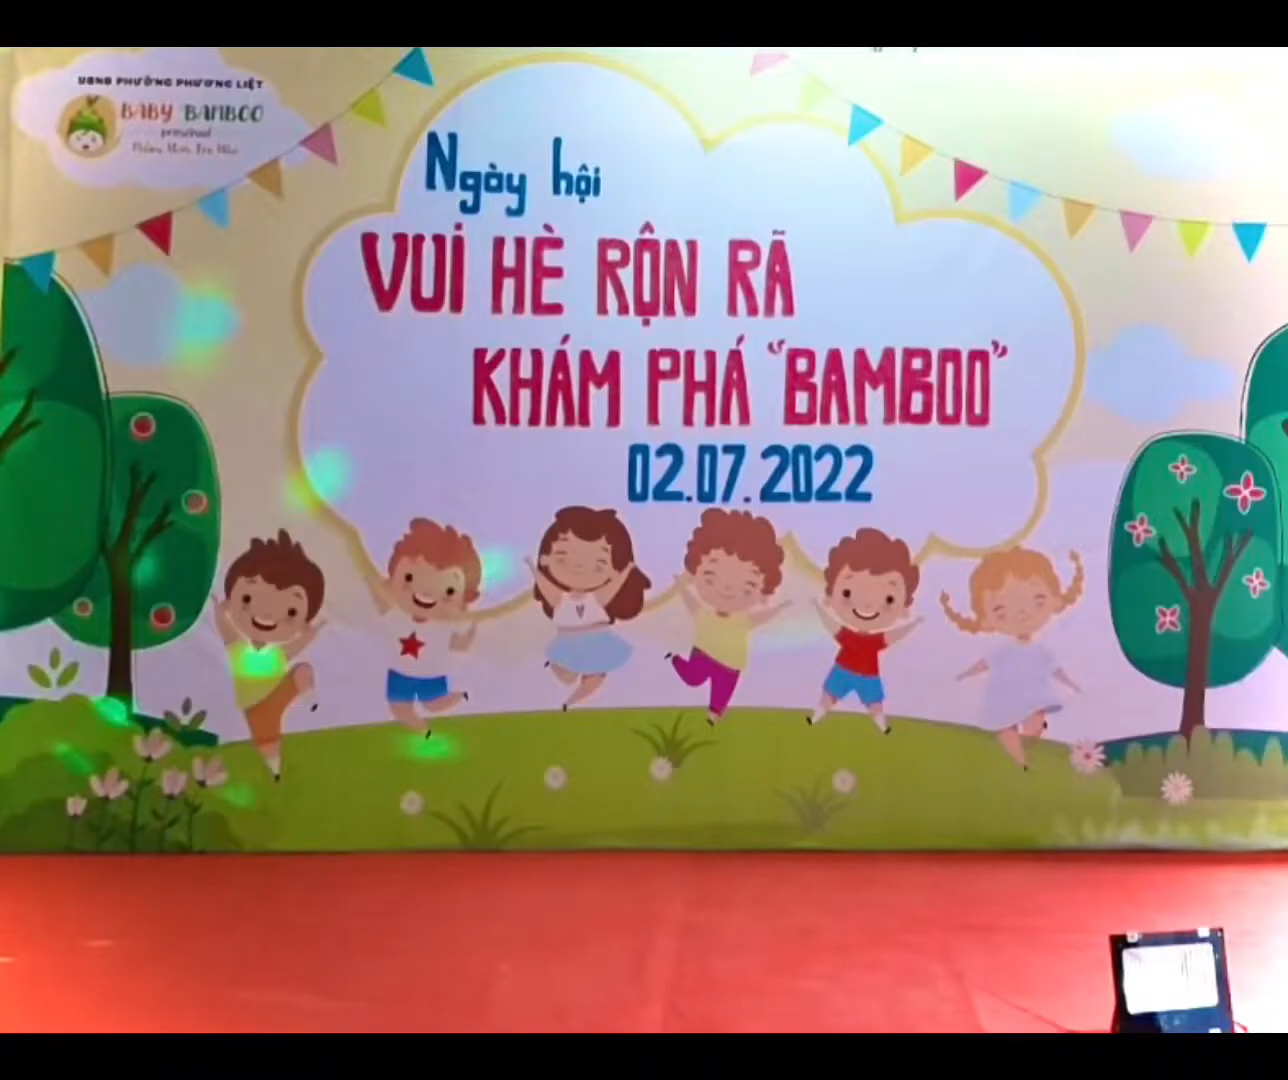 UBND PHƯỜNG PHƯƠNG LIỆT
BABY BAMBOO
preschool
Ngày hội
VUI HÈ RỘN RÃ
KHÁM PHÁ "BAMBOO"
02.07.2022